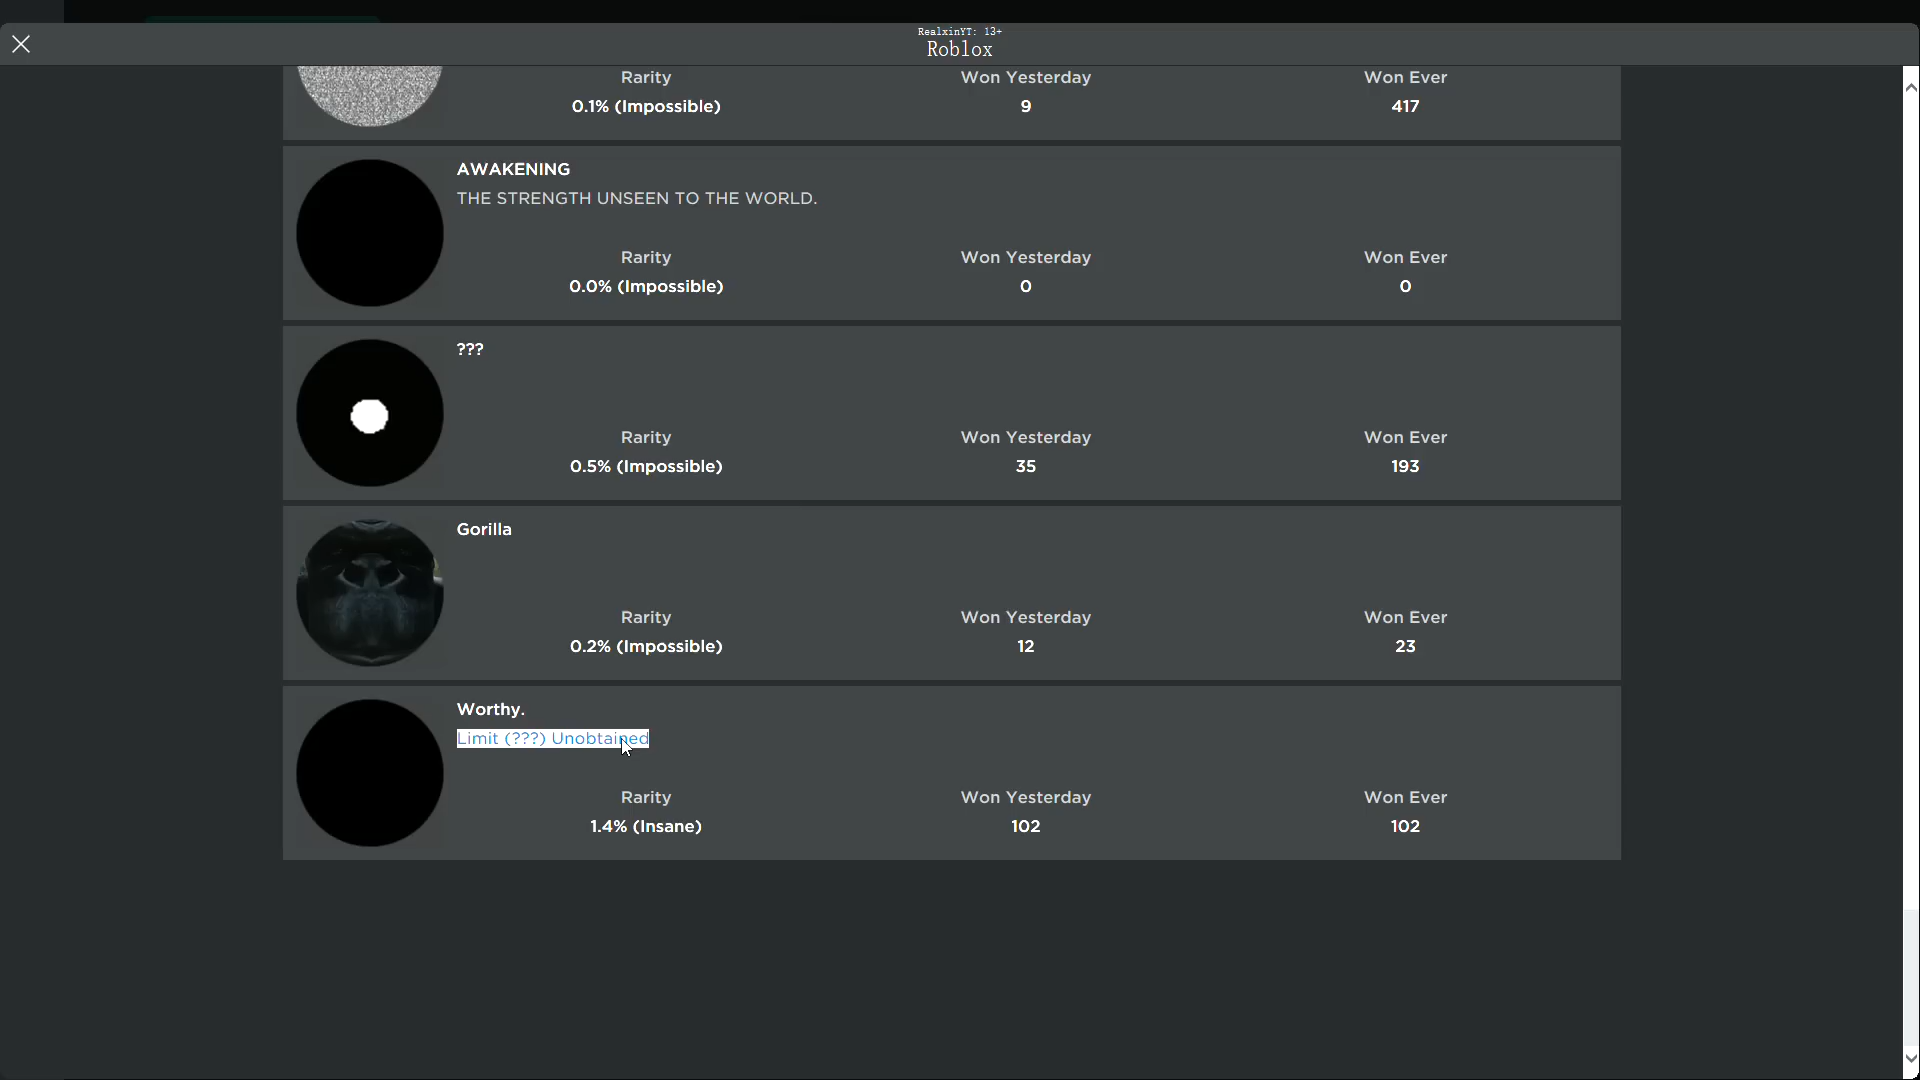 RealxinYT: 13+
Roblox
Rarity Won Yesterday Won Ever
0.1% (Impossible) 9 417
AWAKENING
THE STRENGTH UNSEEN TO THE WORLD.
Rarity Won Yesterday Won Ever
0.0% (Impossible) 0 0
???
Rarity Won Yesterday Won Ever
0.5% (Impossible) 35 193
Gorilla
Rarity Won Yesterday Won Ever
0.2% (Impossible) 12 23
Worthy.
Limit (???) Unobtained
Rarity Won Yesterday Won Ever
1.4% (Insane) 102 102